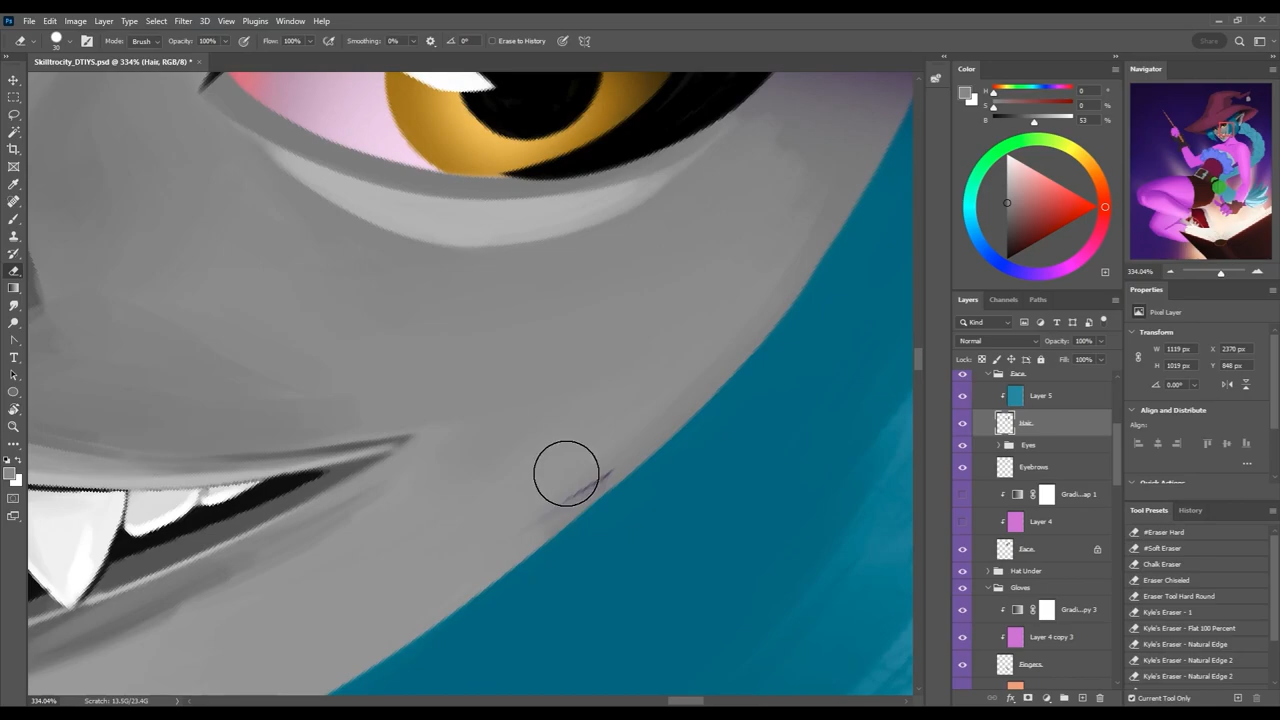 Ps File Edit Image Layer Type Select Filter 3D View Plugins Window Help
30 Mode: Brush Opacity: 100% Flow: 100% Smoothing: 0% 0° Erase to History Share
Skilltrocity_DTIYS.psd @ 334% (Hair, RGB/8) *
Color
H 0 °
S 0 %
B 53 %
Navigator
334.04%
Layers Channels Paths
Kind
Normal Opacity: 100%
Lock: Fill: 100%
Face
Layer 5
Hair
Eyes
Eyebrows
Gradi...ap 1
Layer 4
Face
Hat Under
Gloves
Gradi...py 3
Layer 4 copy 3
Fingers
Properties
Pixel Layer
Transform
W 1119 px X 2370 px
H 1019 px Y 848 px
0.00°
Align and Distribute
Align:
...
Tool Presets History
#Eraser Hard
#Soft Eraser
Chalk Eraser
Eraser Chiseled
Eraser Tool Hard Round
Kyle's Eraser - 1
Kyle's Eraser - Flat 100 Percent
Kyle's Eraser - Natural Edge
Kyle's Eraser - Natural Edge 2
Kyle's Eraser - Natural Edge 2
Current Tool Only
334.04% Scratch: 13.5G/23.4G